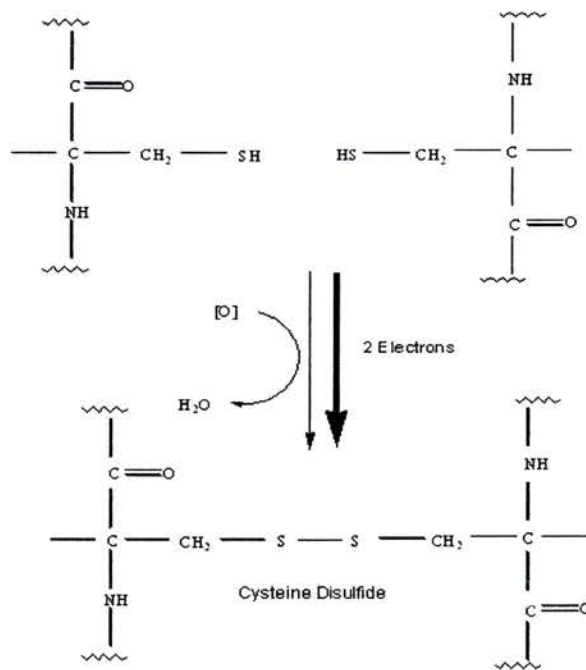 C O
NH
C CH₂ SH
HS CH₂ C
NH
C O
[O]
2 Electrons
H₂O
C O
NH
C CH₂ S S CH₂ C
NH
Cysteine Disulfide
C O